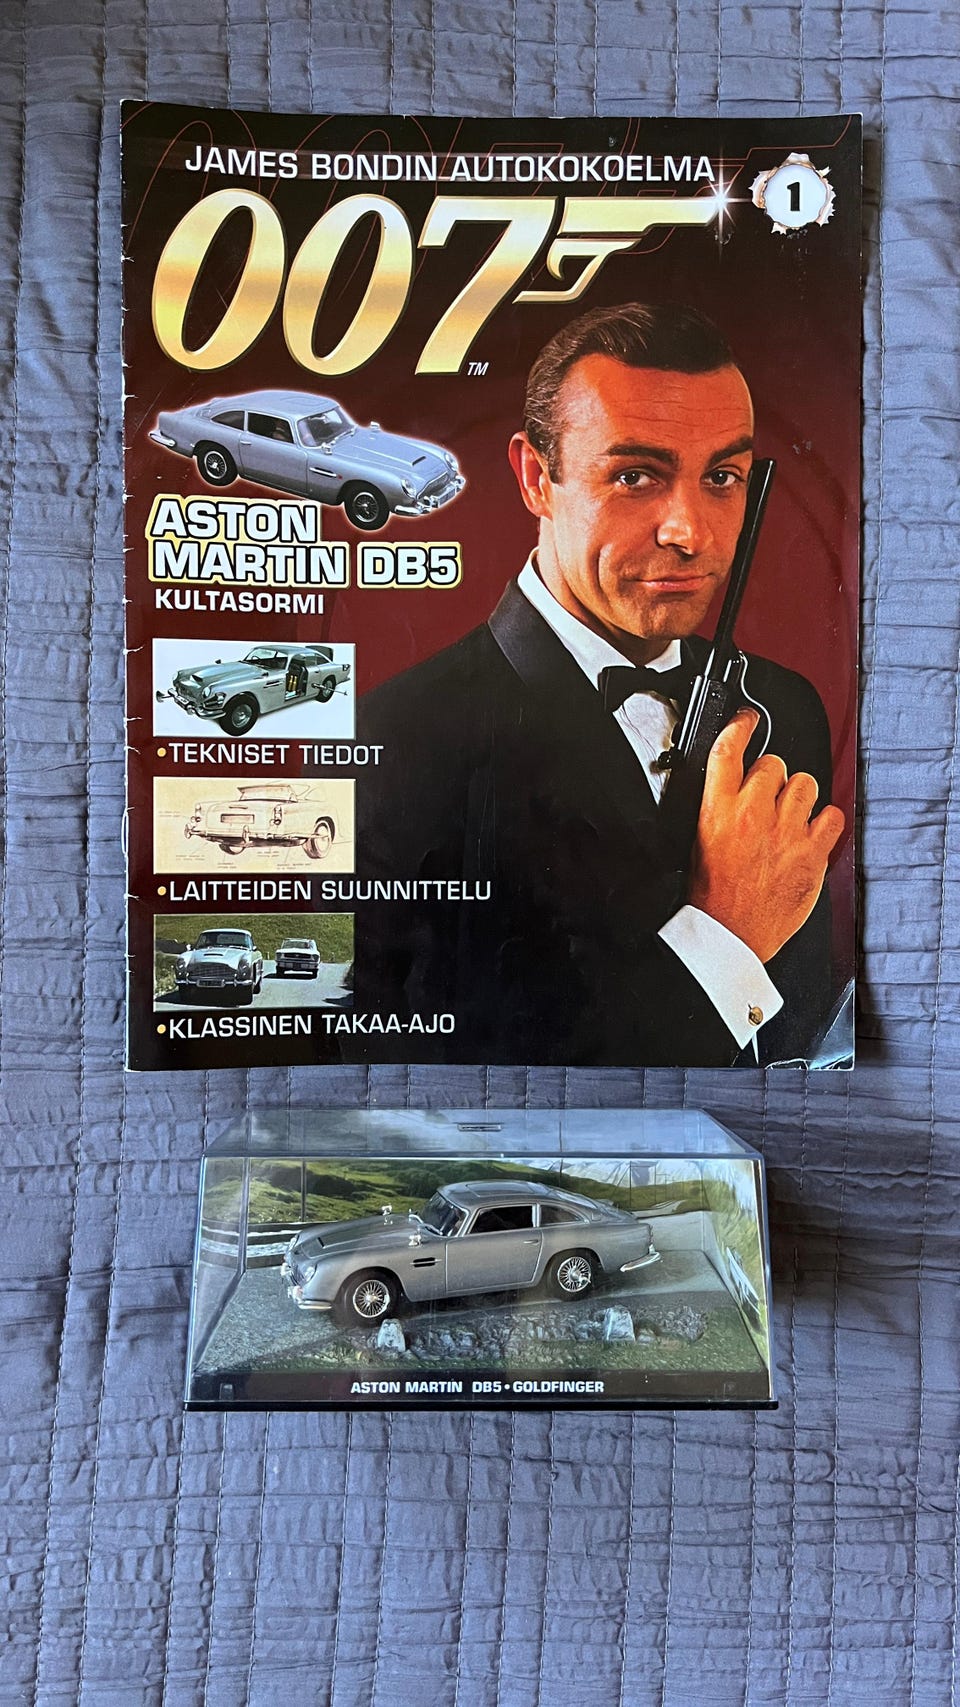 JAMES BONDIN AUTOKOKOELMA
1
007
TM
ASTON
MARTIN DB5
KULTASORMI
•TEKNISET TIEDOT
•LAITTEIDEN SUUNNITTELU
•KLASSINEN TAKAA-AJO
ASTON MARTIN DB5•GOLDFINGER